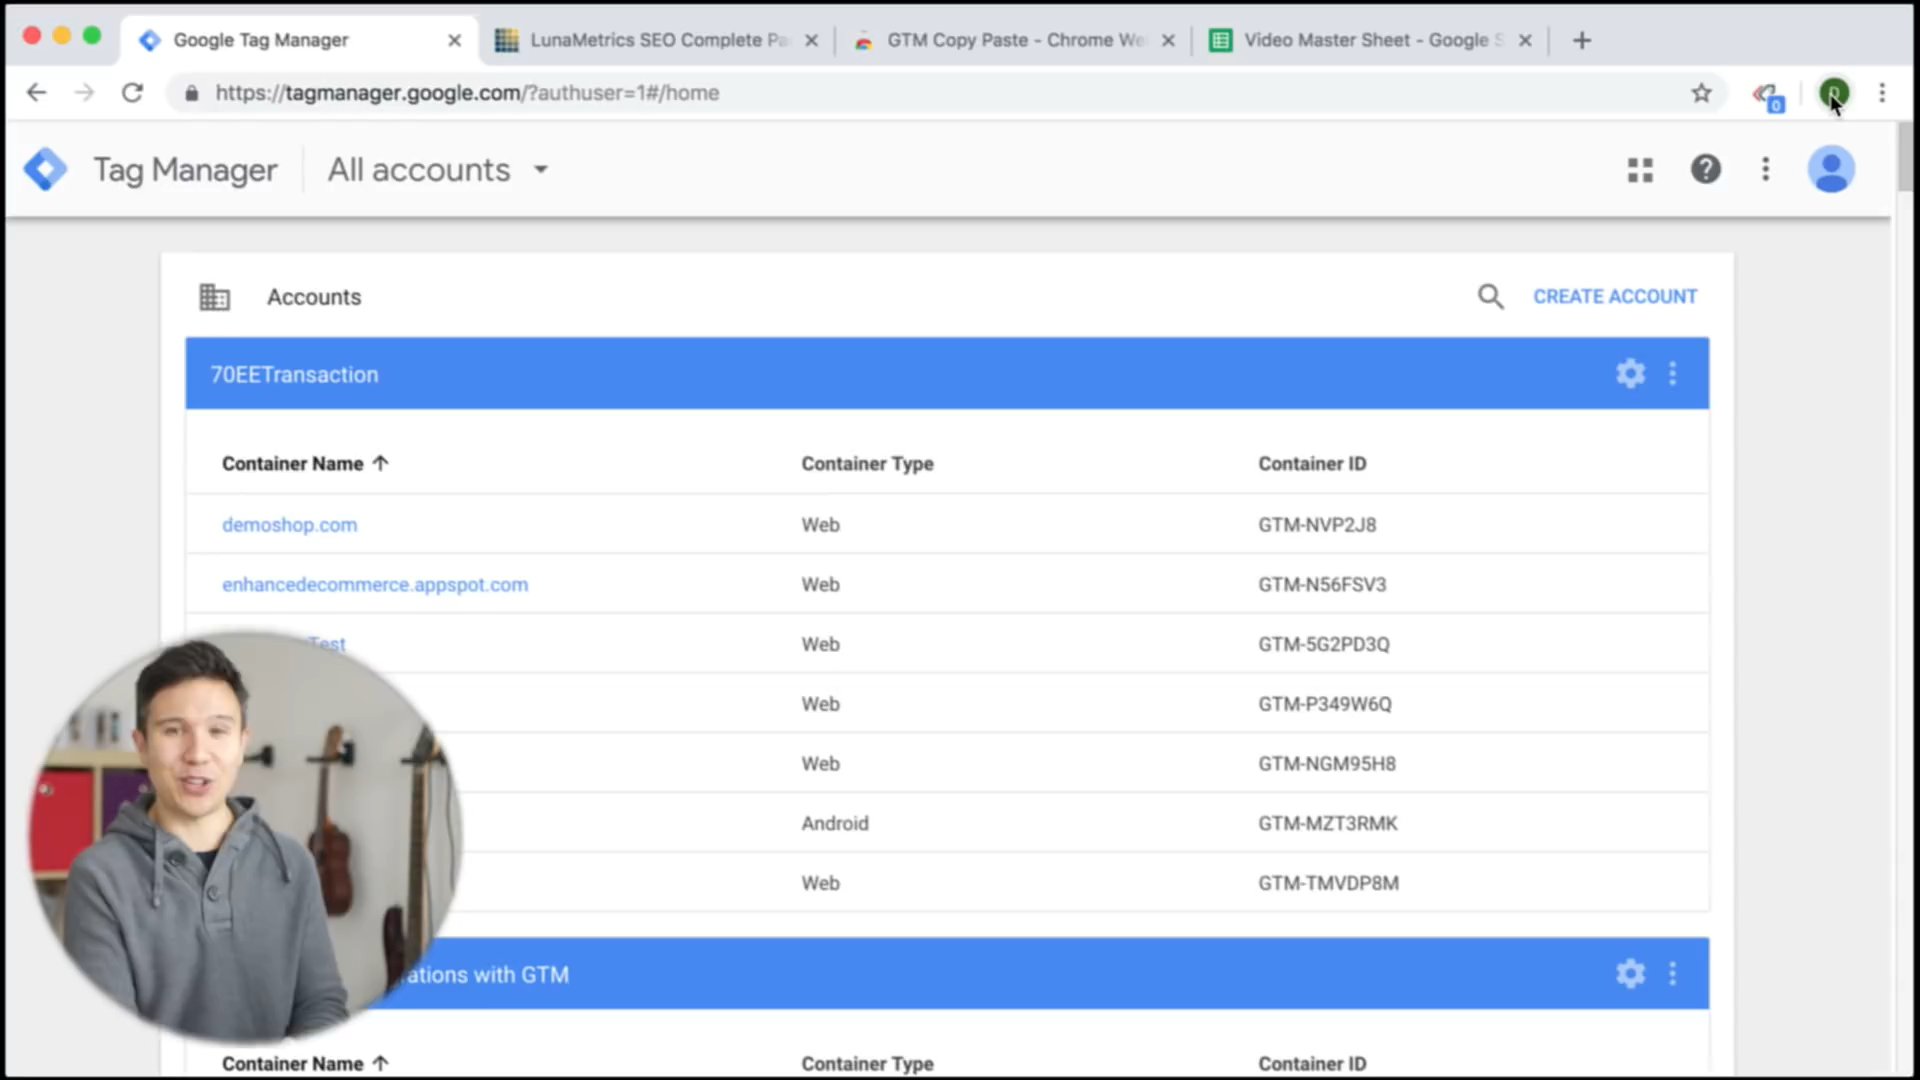 Google Tag Manager
LunaMetrics SEO Complete Pa
GTM Copy Paste - Chrome We
Video Master Sheet - Google S
https://tagmanager.google.com/?authuser=1#/home
0
Tag Manager
All accounts
Accounts
CREATE ACCOUNT
70EETransaction
Container Name
Container Type
Container ID
demoshop.com
Web
GTM-NVP2J8
enhancedecommerce.appspot.com
Web
GTM-N56FSV3
Test
Web
GTM-5G2PD3Q
Web
GTM-P349W6Q
Web
GTM-NGM95H8
Android
GTM-MZT3RMK
Web
GTM-TMVDP8M
ations with GTM
Container Name
Container Type
Container ID